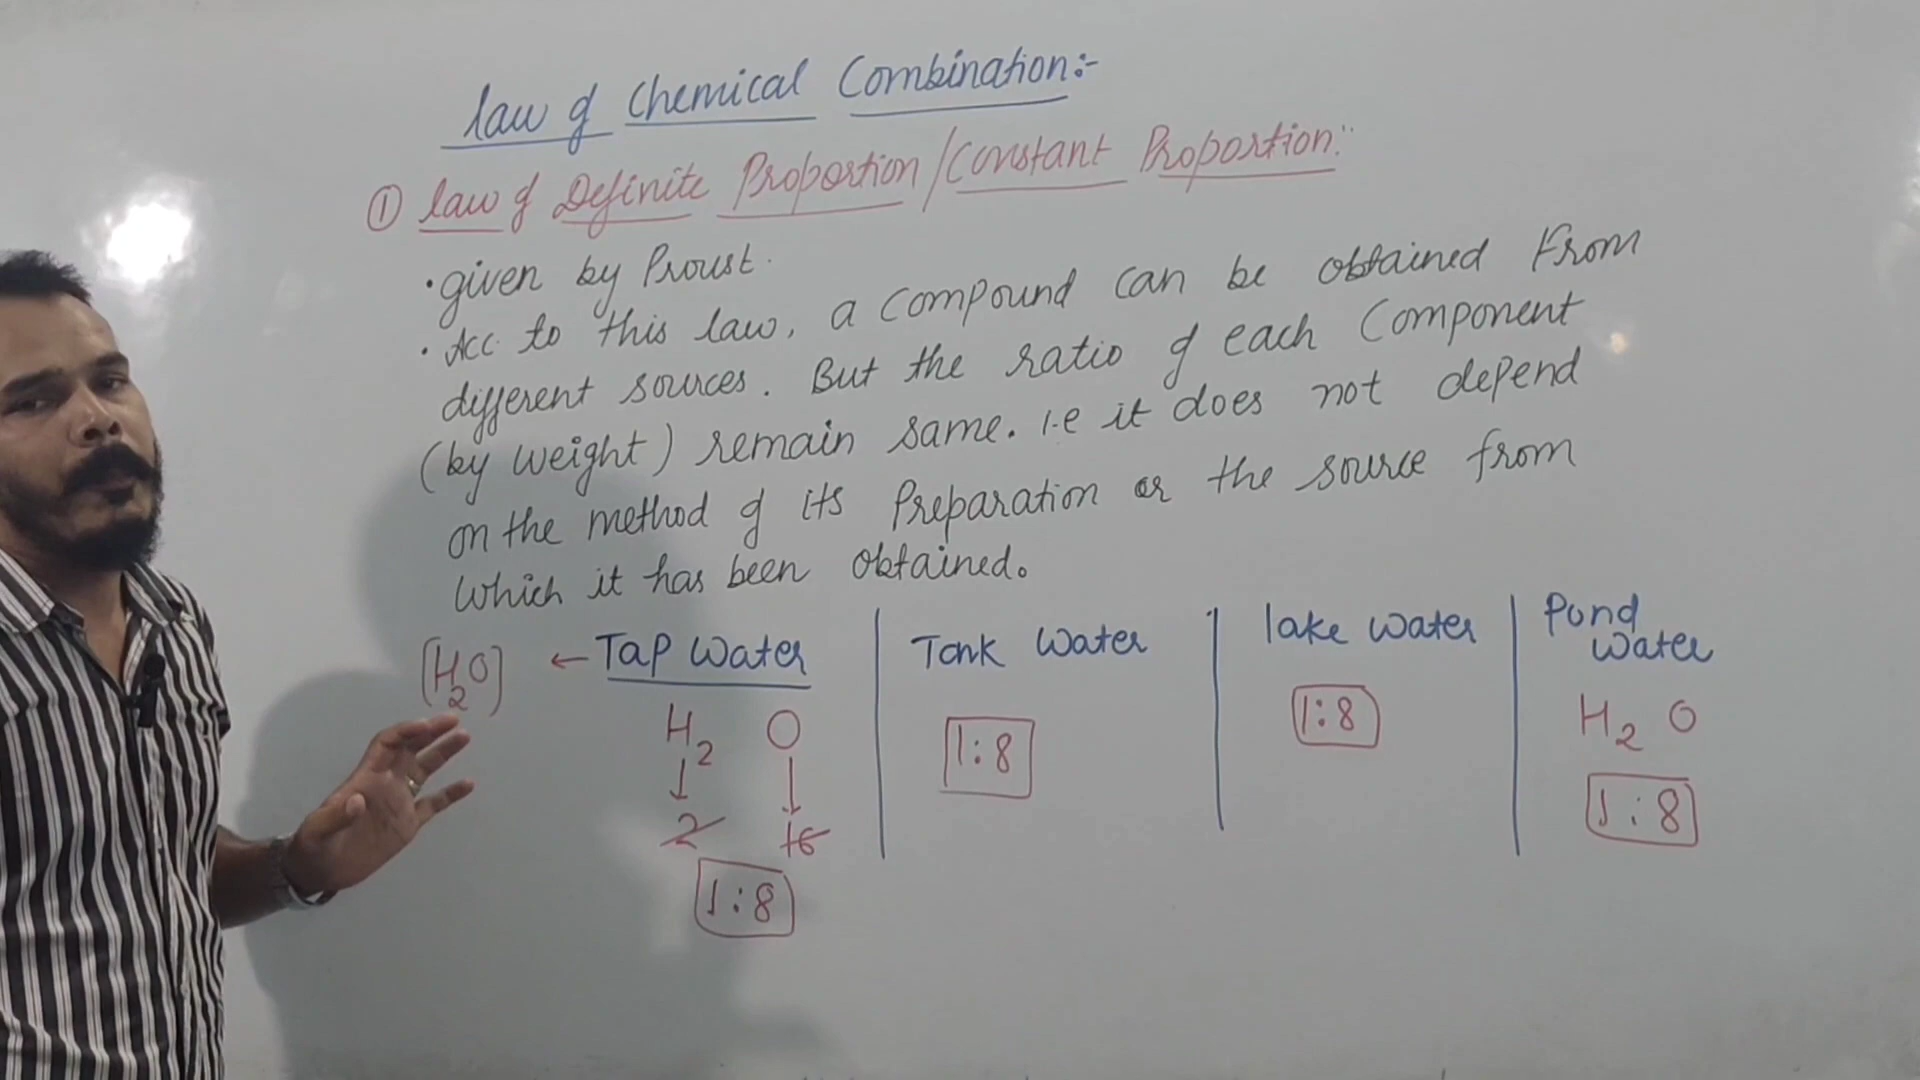 law of Chemical Combination:-
① law of Definite Proportion/Constant Proportion:-
• given by Proust.
• Acc. to this law, a compound can be obtained From
different sources. But the ratio of each Component
(by weight) remain same. i.e it does not depend
on the method of its Preparation or the source from
which it has been obtained.
[H2O] ← Tap Water | Tank Water | lake water | Pond Water
H2 O
2 16
1:8
1:8
1:8
H2 O
1:8